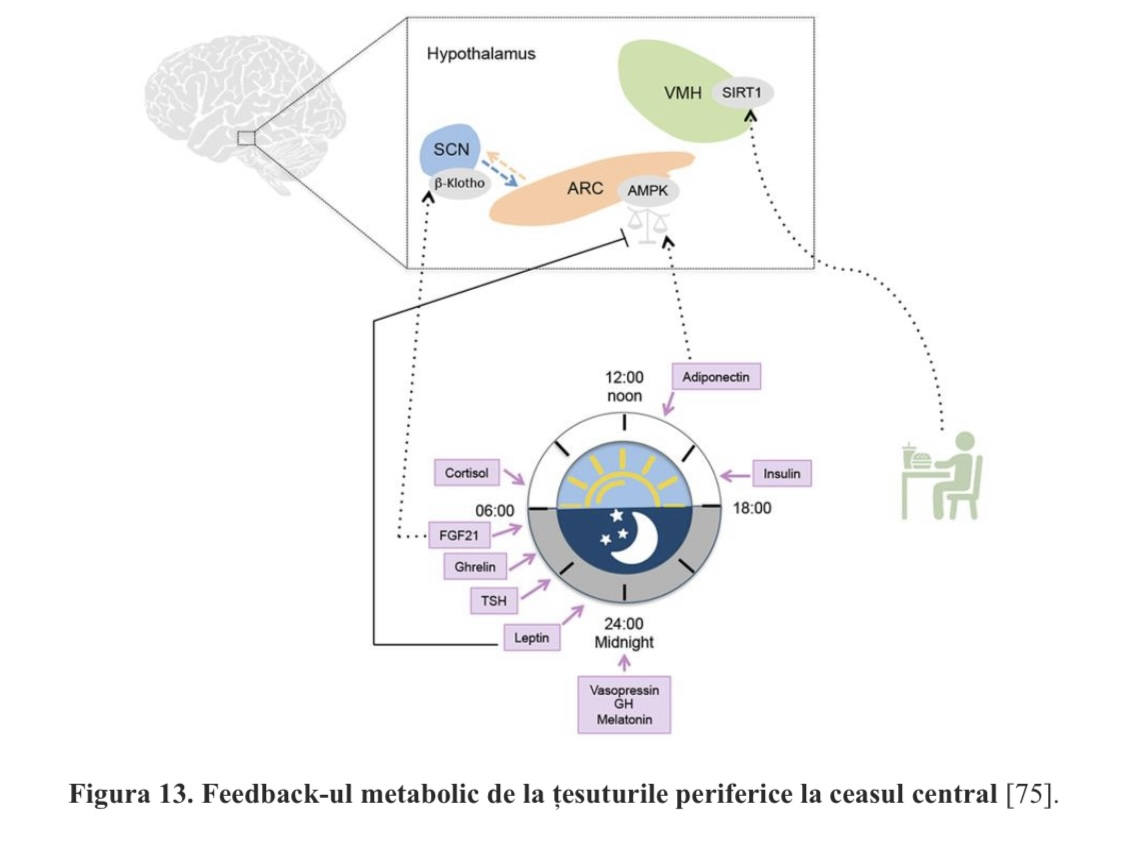 Hypothalamus
VMH
SIRT1
SCN
β-Klotho
ARC
AMPK
12:00
noon
Adiponectin
Cortisol
Insulin
06:00
18:00
FGF21
Ghrelin
TSH
Leptin
24:00
Midnight
Vasopressin
GH
Melatonin
Figura 13. Feedback-ul metabolic de la țesuturile periferice la ceasul central [75].